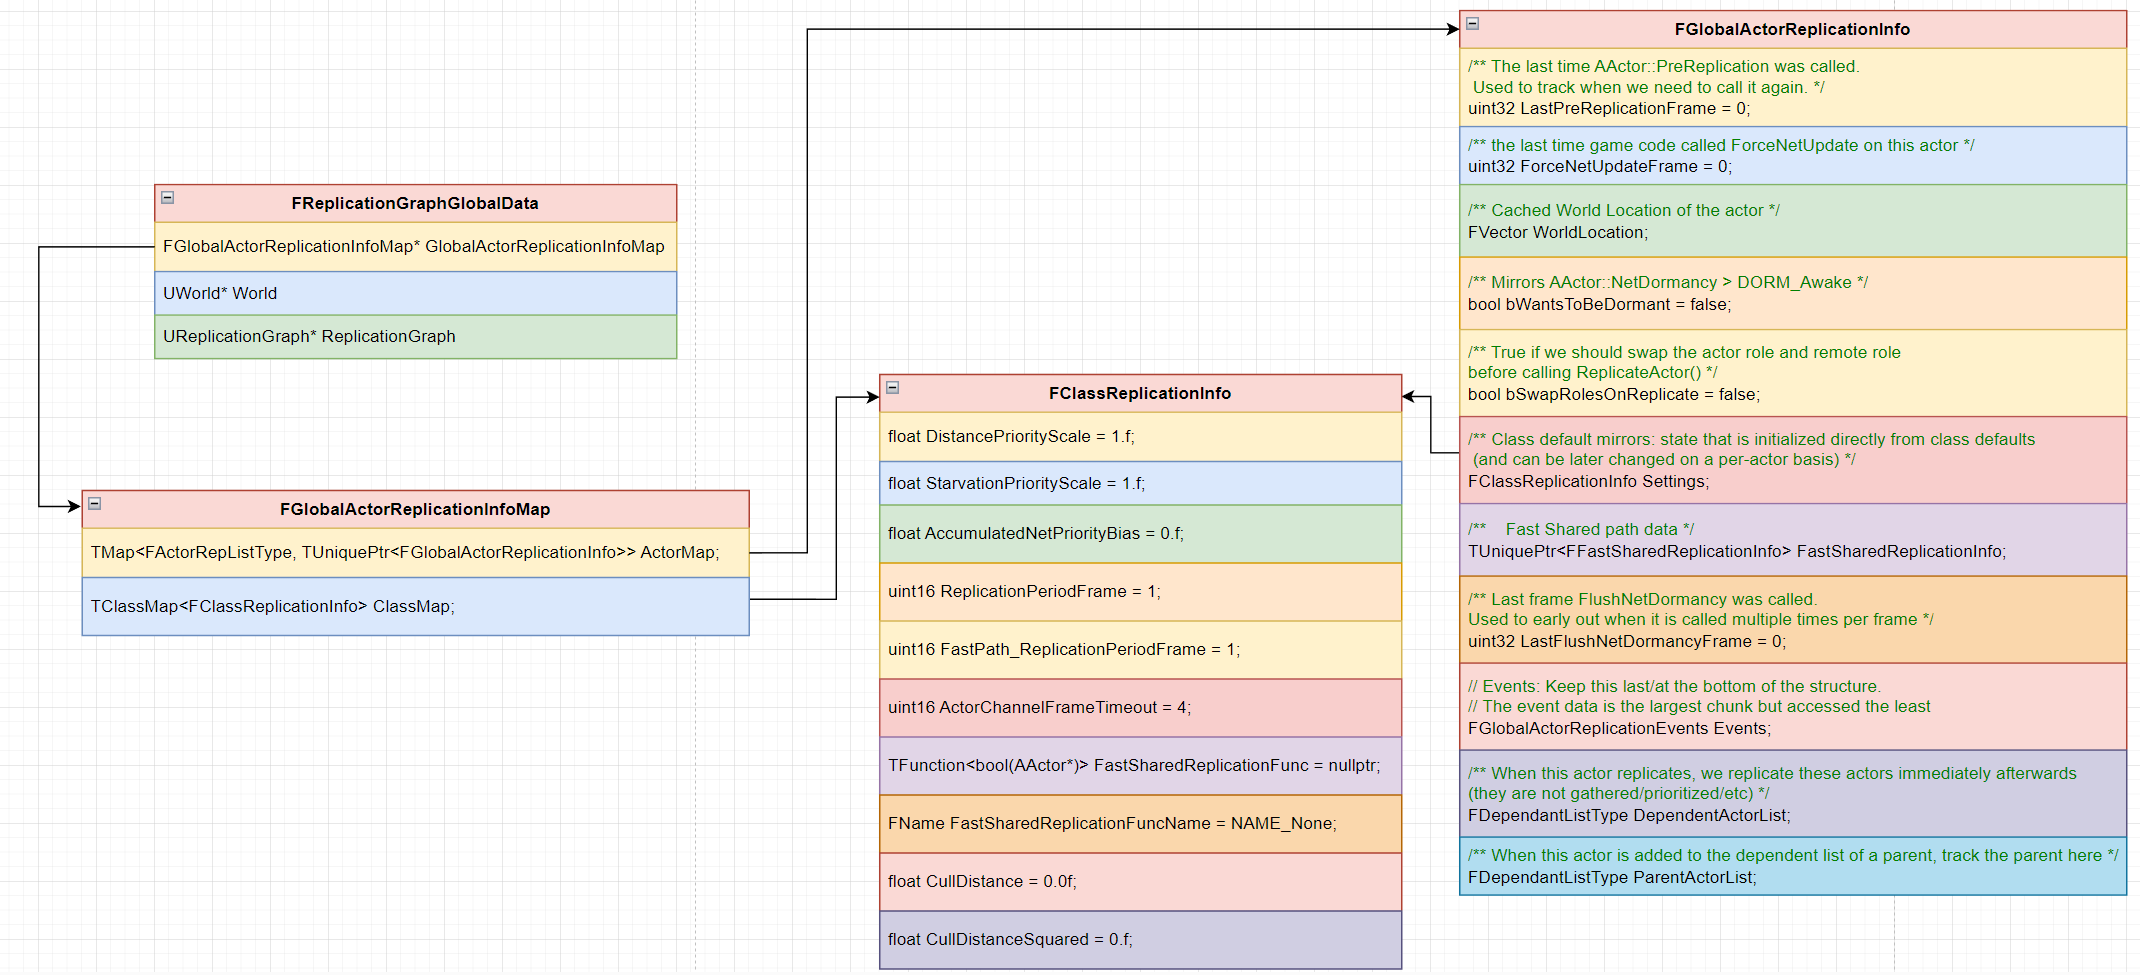 FReplicationGraphGlobalData
FGlobalActorReplicationInfoMap* GlobalActorReplicationInfoMap
UWorld* World
UReplicationGraph* ReplicationGraph
FGlobalActorReplicationInfoMap
TMap<FActorRepListType, TUniquePtr<FGlobalActorReplicationInfo>> ActorMap;
TClassMap<FClassReplicationInfo> ClassMap;
FClassReplicationInfo
float DistancePriorityScale = 1.f;
float StarvationPriorityScale = 1.f;
float AccumulatedNetPriorityBias = 0.f;
uint16 ReplicationPeriodFrame = 1;
uint16 FastPath_ReplicationPeriodFrame = 1;
uint16 ActorChannelFrameTimeout = 4;
TFunction<bool(AActor*)> FastSharedReplicationFunc = nullptr;
FName FastSharedReplicationFuncName = NAME_None;
float CullDistance = 0.0f;
float CullDistanceSquared = 0.f;
FGlobalActorReplicationInfo
/** The last time AActor::PreReplication was called.
Used to track when we need to call it again. */
uint32 LastPreReplicationFrame = 0;
/** the last time game code called ForceNetUpdate on this actor */
uint32 ForceNetUpdateFrame = 0;
/** Cached World Location of the actor */
FVector WorldLocation;
/** Mirrors AActor::NetDormancy > DORM_Awake */
bool bWantsToBeDormant = false;
/** True if we should swap the actor role and remote role
before calling ReplicateActor() */
bool bSwapRolesOnReplicate = false;
/** Class default mirrors: state that is initialized directly from class defaults
(and can be later changed on a per-actor basis) */
FClassReplicationInfo Settings;
/** Fast Shared path data */
TUniquePtr<FFastSharedReplicationInfo> FastSharedReplicationInfo;
/** Last frame FlushNetDormancy was called.
Used to early out when it is called multiple times per frame */
uint32 LastFlushNetDormancyFrame = 0;
// Events: Keep this last/at the bottom of the structure.
// The event data is the largest chunk but accessed the least
FGlobalActorReplicationEvents Events;
/** When this actor replicates, we replicate these actors immediately afterwards
(they are not gathered/prioritized/etc) */
FDependantListType DependentActorList;
/** When this actor is added to the dependent list of a parent, track the parent here */
FDependantListType ParentActorList;